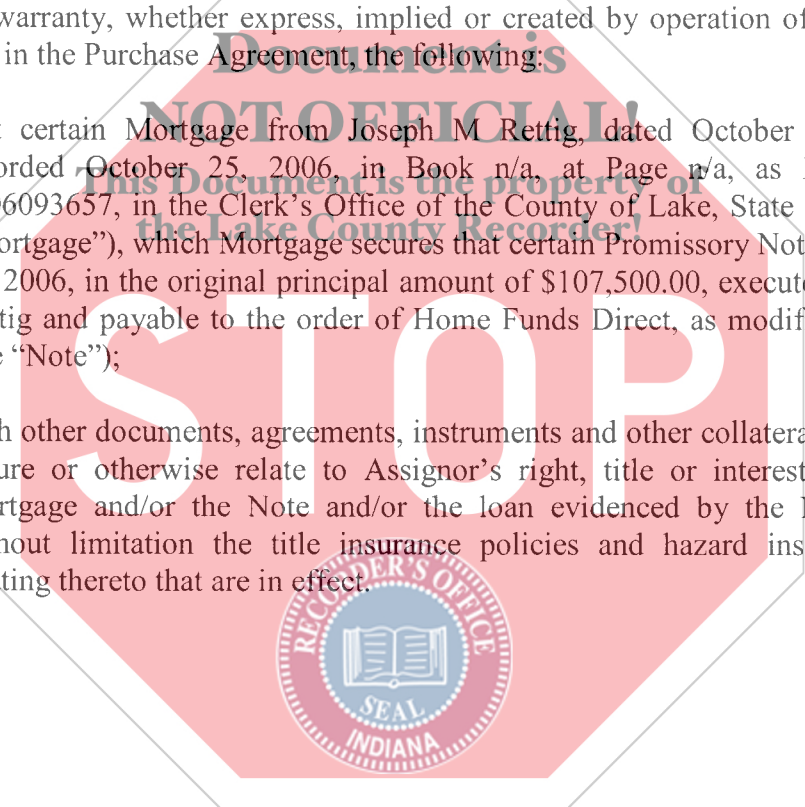 warranty, whether express, implied or created by operation of
in the Purchase Agreement, the following:
Document is
NOT OFFICIAL!
This Document is the property of
the Lake County Recorder!
certain Mortgage from Joseph M Rettig, dated October
orded October 25, 2006, in Book n/a, at Page n/a, as
6093657, in the Clerk’s Office of the County of Lake, State
ortgage”), which Mortgage secures that certain Promissory Not
2006, in the original principal amount of $107,500.00, execute
tig and payable to the order of Home Funds Direct, as modif
“Note”);
STOP
h other documents, agreements, instruments and other collatera
ure or otherwise relate to Assignor’s right, title or interest
rtgage and/or the Note and/or the loan evidenced by the
hout limitation the title insurance policies and hazard ins
ting thereto that are in effect.
RECORDER’S OFFICE
SEAL
INDIANA